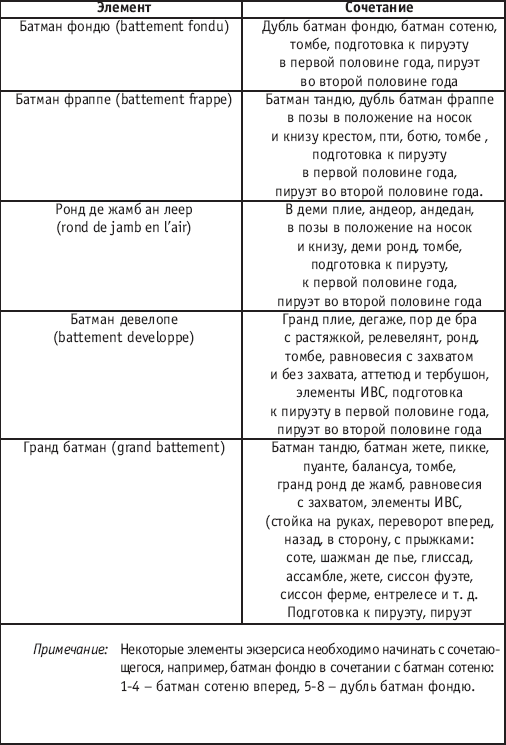 Элемент Сочетание
Батман фондю (battement fondu) Дубль батман фондю, батман сотеню,
томбе, подготовка к пируэту
в первой половине года, пируэт
во второй половине года
Батман фраппе (battement frappe) Батман тандю, дубль батман фраппе
в позы в положение на носок
и книзу крестом, пти, ботю, томбе ,
подготовка к пируэту
в первой половине года,
пируэт во второй половине года.
Ронд де жамб ан леер В деми плие, андеор, андедан,
(rond de jamb en l’air) в позы в положение на носок
и книзу, деми ронд, томбе,
подготовка к пируэту,
к первой половине года,
пируэт во второй половине года
Батман девелопе Гранд плие, дегаже, пор де бра
(battement developpe) с растяжкой, релевелянт, ронд,
томбе, равновесия с захватом
и без захвата, аттетюд и тербушон,
элементы ИВС, подготовка
к пируэту в первой половине года,
пируэт во второй половине года
Гранд батман (grand battement) Батман тандю, батман жете, пикке,
пуанте, балансуа, томбе,
гранд ронд де жамб, равновесия
с захватом, элементы ИВС,
(стойка на руках, переворот вперед,
назад, в сторону, с прыжками:
соте, шажман де пье, глиссад,
ассамбле, жете, сиссон фуэте,
сиссон ферме, ентрелесе и т. д.
Подготовка к пируэту, пируэт
Примечание: Некоторые элементы экзерсиса необходимо начинать с сочетаю-
щегося, например, батман фондю в сочетании с батман сотеню:
1-4 – батман сотеню вперед, 5-8 – дубль батман фондю.